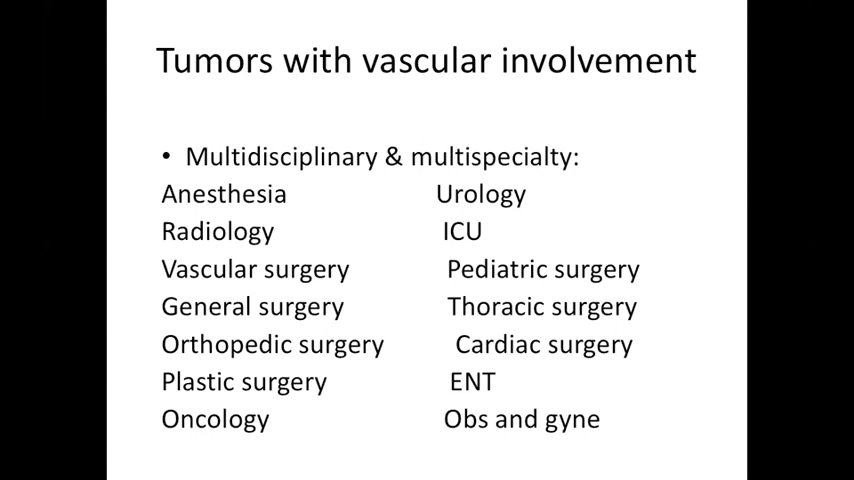 Tumors with vascular involvement
• Multidisciplinary & multispecialty:
Anesthesia Urology
Radiology ICU
Vascular surgery Pediatric surgery
General surgery Thoracic surgery
Orthopedic surgery Cardiac surgery
Plastic surgery ENT
Oncology Obs and gyne